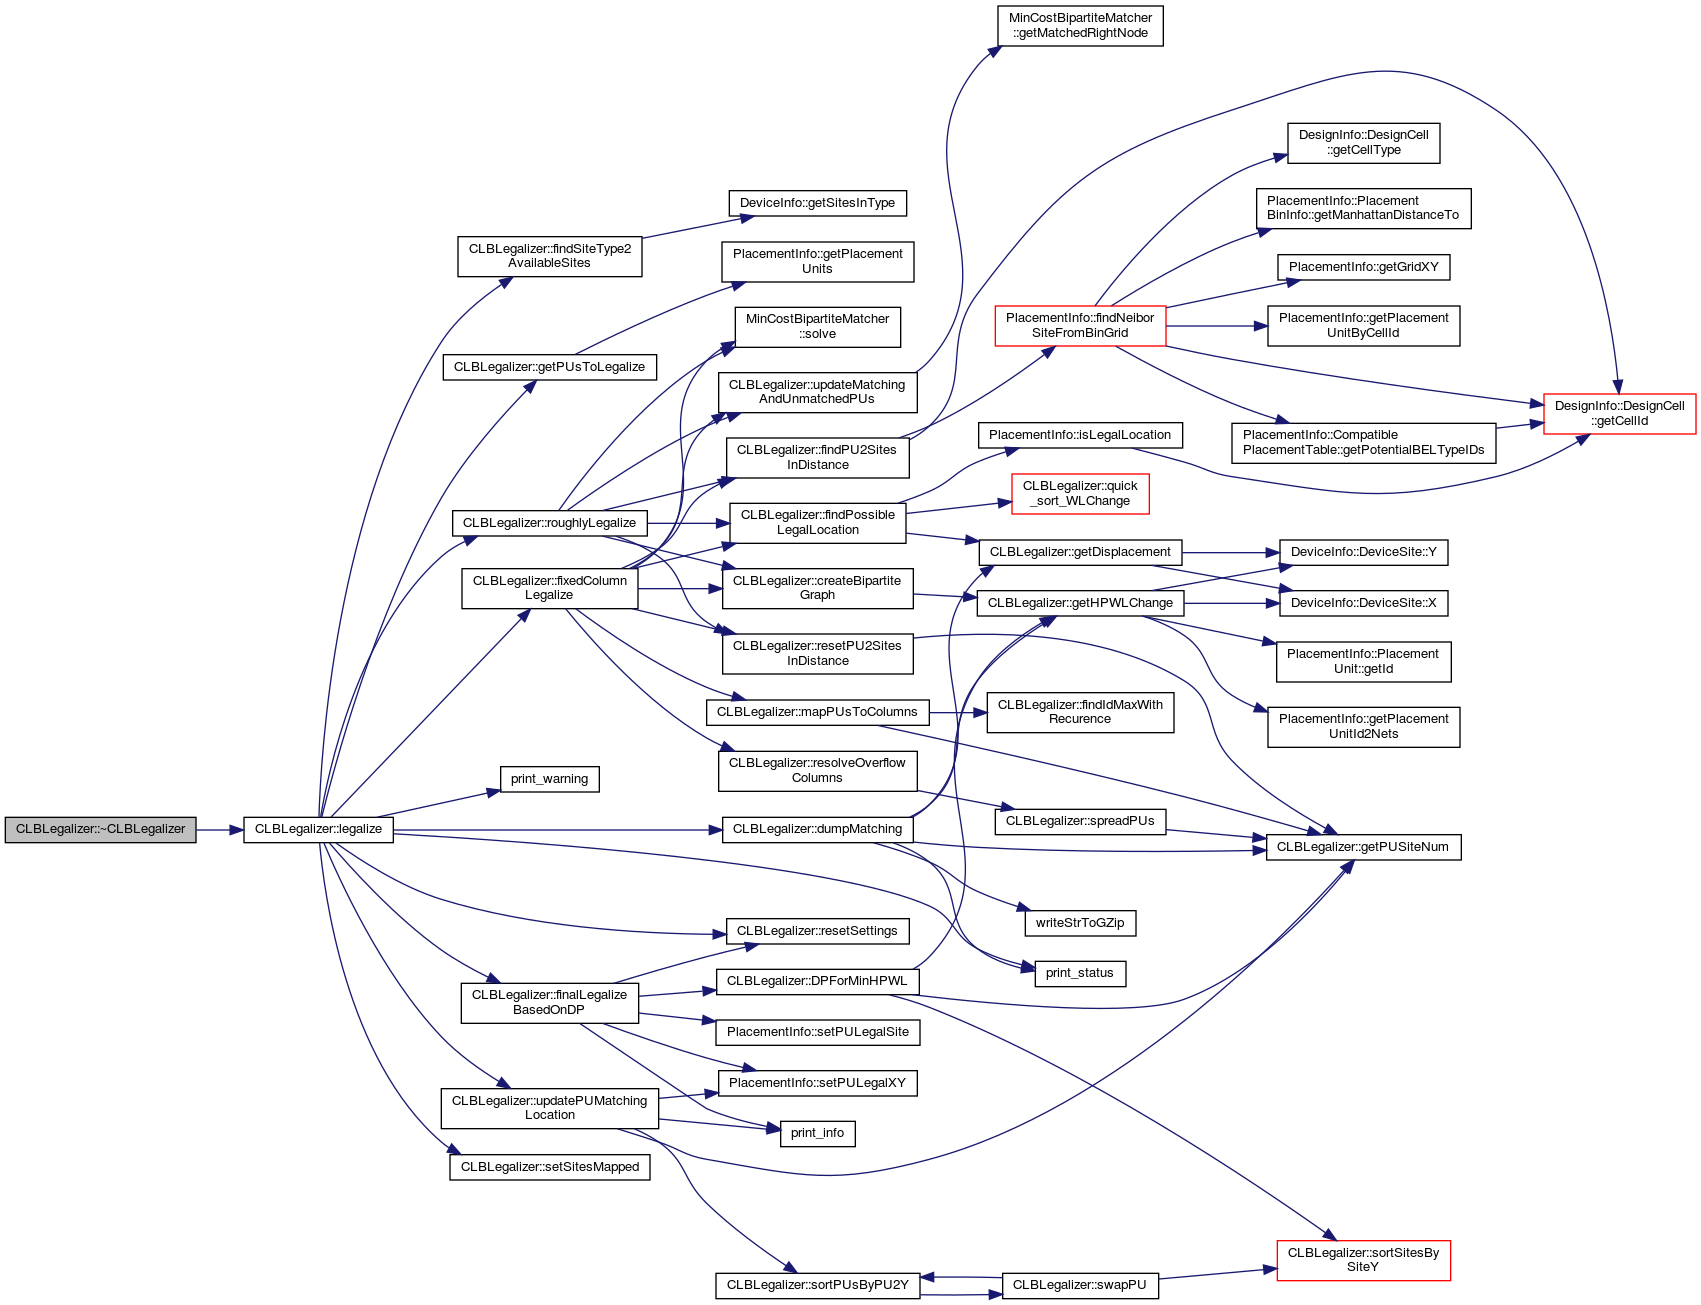 MinCostBipartiteMatcher
::getMatchedRightNode
DesignInfo::DesignCell
::getCellType
DeviceInfo::getSitesInType
PlacementInfo::Placement
BinInfo::getManhattanDistanceTo
CLBLegalizer::findSiteType2
AvailableSites
PlacementInfo::getPlacement
Units
PlacementInfo::getGridXY
MinCostBipartiteMatcher
::solve
PlacementInfo::findNeibor
SiteFromBinGrid
PlacementInfo::getPlacement
UnitByCellId
CLBLegalizer::getPUsToLegalize
CLBLegalizer::updateMatching
AndUnmatchedPUs
DesignInfo::DesignCell
::getCellId
CLBLegalizer::findPU2Sites
InDistance
PlacementInfo::isLegalLocation
PlacementInfo::Compatible
PlacementTable::getPotentialBELTypeIDs
CLBLegalizer::quick
_sort_WLChange
CLBLegalizer::roughlyLegalize
CLBLegalizer::findPossible
LegalLocation
CLBLegalizer::getDisplacement
DeviceInfo::DeviceSite::Y
CLBLegalizer::fixedColumn
Legalize
CLBLegalizer::createBipartite
Graph
CLBLegalizer::getHPWLChange
DeviceInfo::DeviceSite::X
CLBLegalizer::resetPU2Sites
InDistance
PlacementInfo::Placement
Unit::getId
CLBLegalizer::mapPUsToColumns
CLBLegalizer::findIdMaxWith
Recurence
PlacementInfo::getPlacement
UnitId2Nets
print_warning
CLBLegalizer::resolveOverflow
Columns
CLBLegalizer::spreadPUs
CLBLegalizer::~CLBLegalizer
CLBLegalizer::legalize
CLBLegalizer::dumpMatching
CLBLegalizer::getPUSiteNum
writeStrToGZip
CLBLegalizer::resetSettings
print_status
CLBLegalizer::finalLegalize
BasedOnDP
CLBLegalizer::DPForMinHPWL
PlacementInfo::setPULegalSite
PlacementInfo::setPULegalXY
CLBLegalizer::updatePUMatching
Location
print_info
CLBLegalizer::setSitesMapped
CLBLegalizer::sortSitesBy
SiteY
CLBLegalizer::sortPUsByPU2Y
CLBLegalizer::swapPU